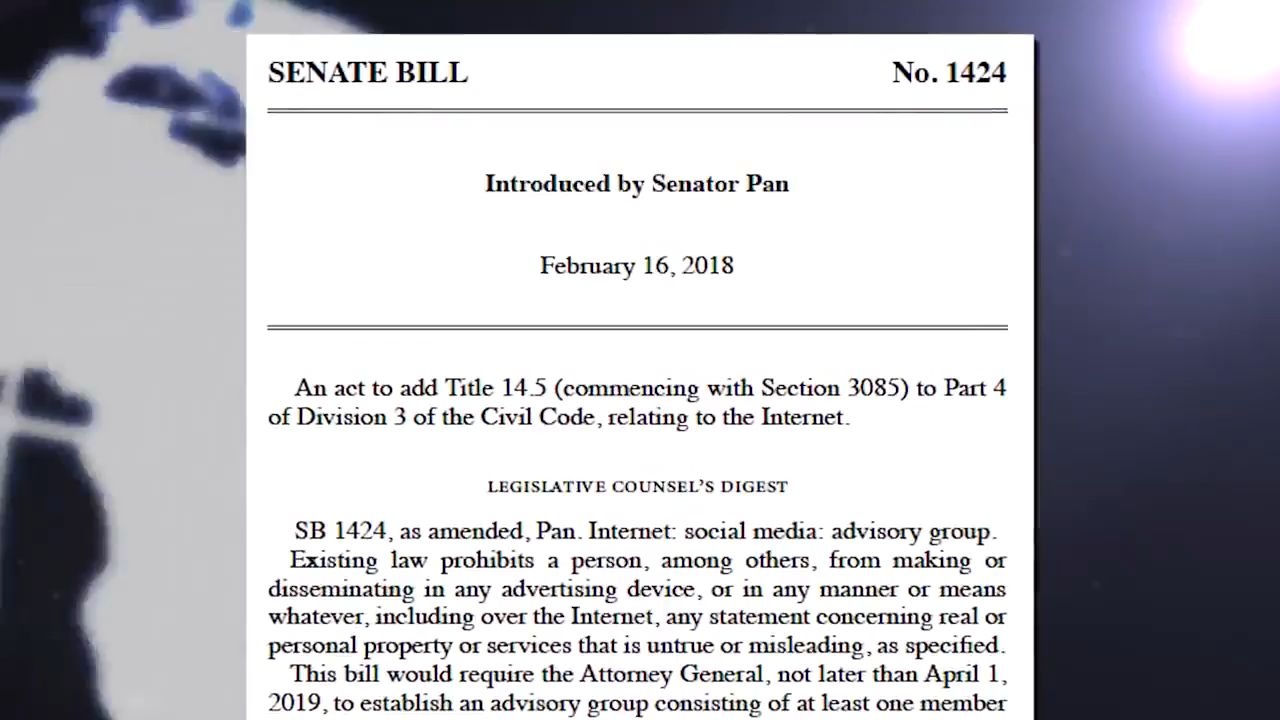 SENATE BILL No. 1424
Introduced by Senator Pan
February 16, 2018
An act to add Title 14.5 (commencing with Section 3085) to Part 4
of Division 3 of the Civil Code, relating to the Internet.
LEGISLATIVE COUNSEL'S DIGEST
SB 1424, as amended, Pan. Internet: social media: advisory group.
Existing law prohibits a person, among others, from making or
disseminating in any advertising device, or in any manner or means
whatever, including over the Internet, any statement concerning real or
personal property or services that is untrue or misleading, as specified.
This bill would require the Attorney General, not later than April 1,
2019, to establish an advisory group consisting of at least one member